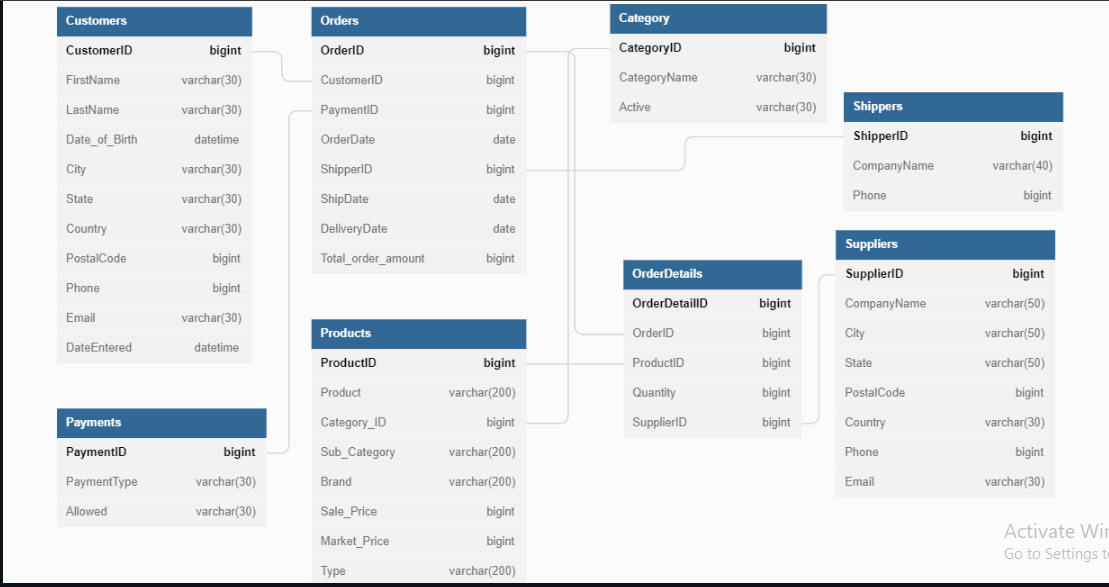 Customers
CustomerID bigint
FirstName varchar(30)
LastName varchar(30)
Date_of_Birth datetime
City varchar(30)
State varchar(30)
Country varchar(30)
PostalCode bigint
Phone bigint
Email varchar(30)
DateEntered datetime
Payments
PaymentID bigint
PaymentType varchar(30)
Allowed varchar(30)
Orders
OrderID bigint
CustomerID bigint
PaymentID bigint
OrderDate date
ShipperID bigint
ShipDate date
DeliveryDate date
Total_order_amount bigint
Products
ProductID bigint
Product varchar(200)
Category_ID bigint
Sub_Category varchar(200)
Brand varchar(200)
Sale_Price bigint
Market_Price bigint
Type varchar(200)
Category
CategoryID bigint
CategoryName varchar(30)
Active varchar(30)
OrderDetails
OrderDetailID bigint
OrderID bigint
ProductID bigint
Quantity bigint
SupplierID bigint
Shippers
ShipperID bigint
CompanyName varchar(40)
Phone bigint
Suppliers
SupplierID bigint
CompanyName varchar(50)
City varchar(50)
State varchar(50)
PostalCode bigint
Country varchar(30)
Phone bigint
Email varchar(30)
Activate Wi
Go to Settings t